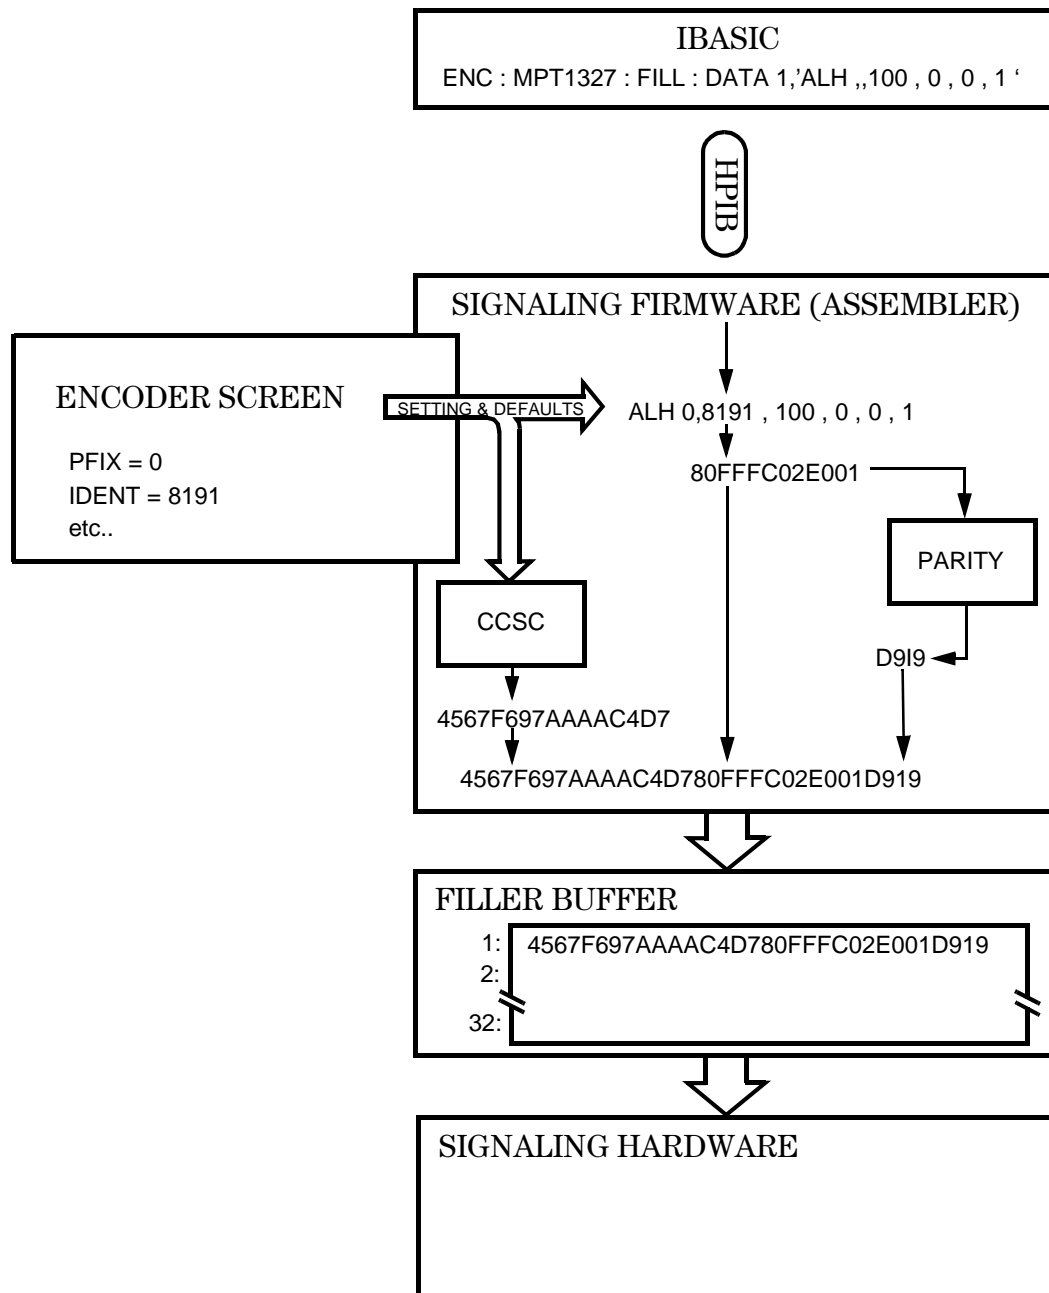 IBASIC
ENC : MPT1327 : FILL : DATA 1,’ALH ,,100 , 0 , 0 , 1 ‘
HPIB
SIGNALING FIRMWARE (ASSEMBLER)
ENCODER SCREEN
SETTING & DEFAULTS
ALH 0,8191 , 100 , 0 , 0 , 1
PFIX = 0
80FFFC02E001
IDENT = 8191
etc..
PARITY
CCSC
D9I9
4567F697AAAAC4D7
4567F697AAAAC4D780FFFC02E001D919
FILLER BUFFER
1: 4567F697AAAAC4D780FFFC02E001D919
2:
32:
SIGNALING HARDWARE